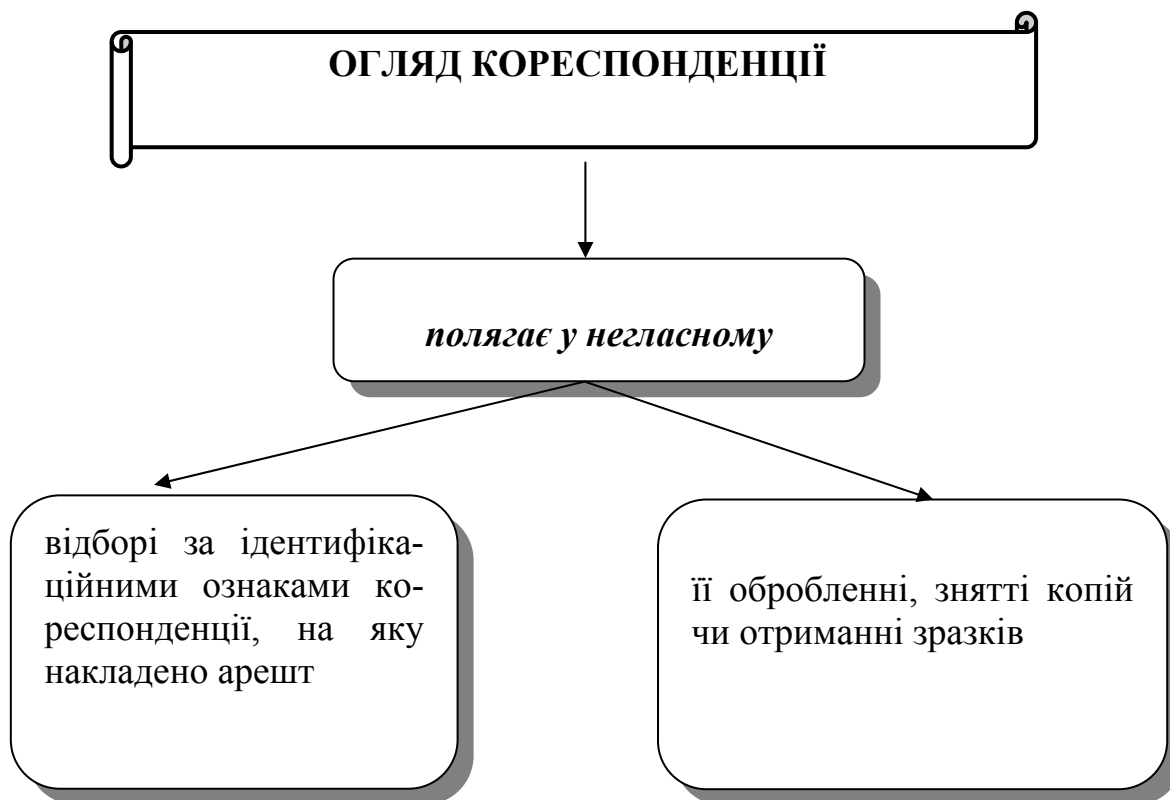 ОГЛЯД КОРЕСПОНДЕНЦІЇ
полягає у негласному
відборі за ідентифіка-
ційними ознаками ко-
респонденції, на яку
накладено арешт
її обробленні, знятті копій
чи отриманні зразків